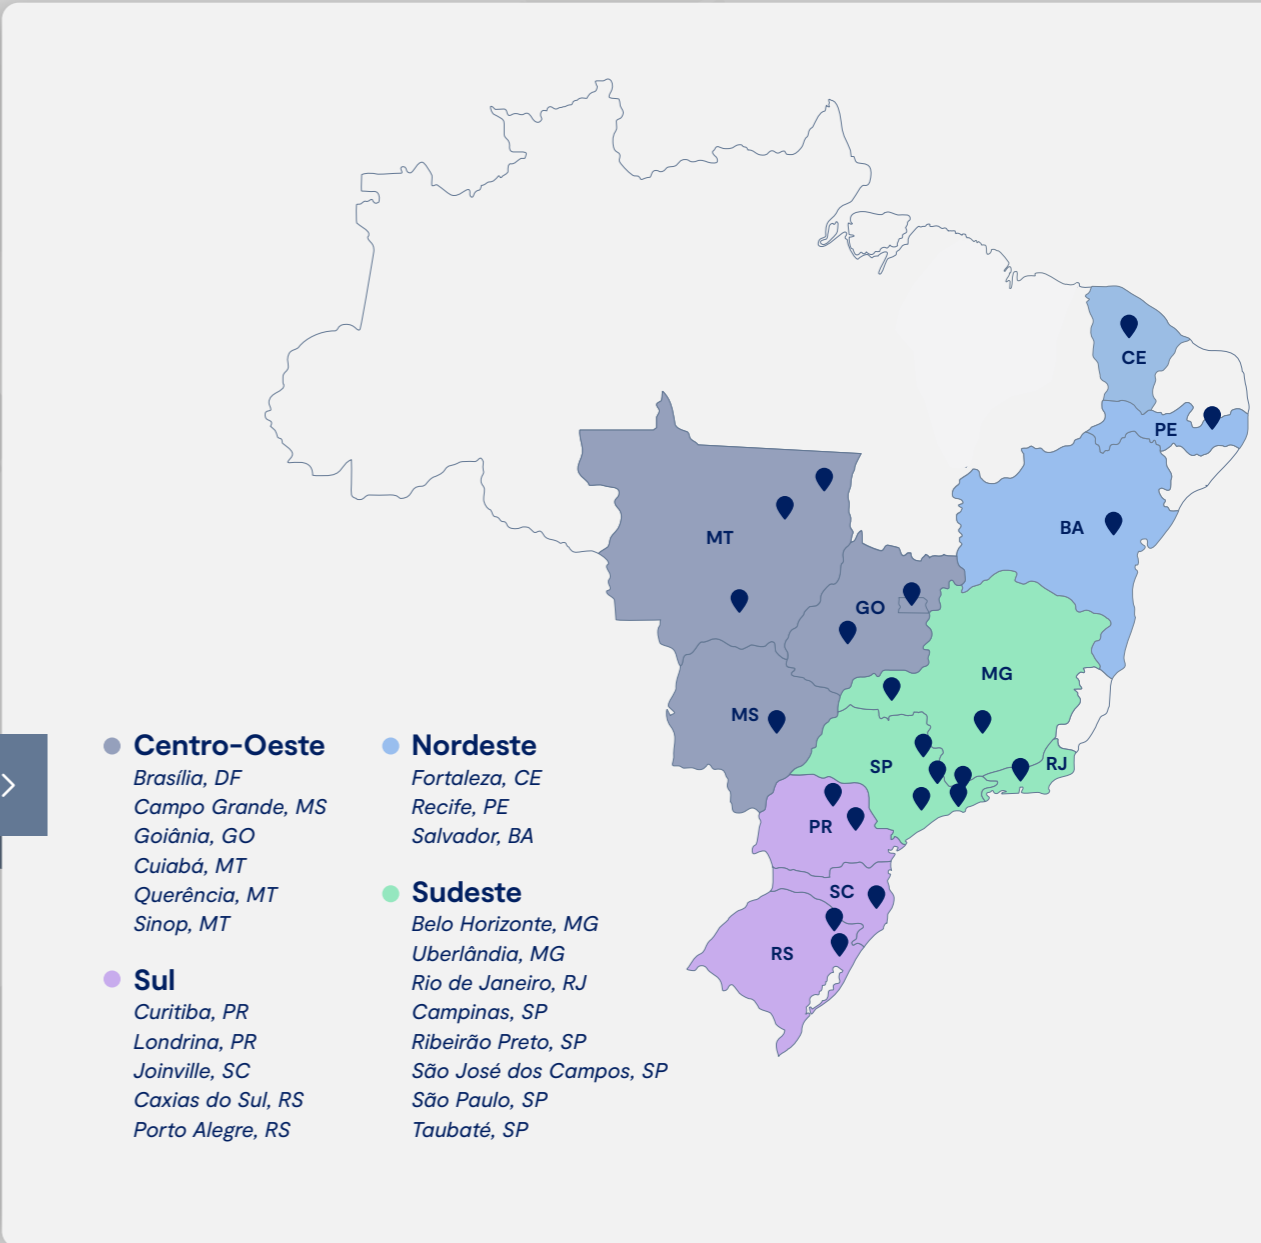 CE
PE
BA
MT
GO
MG
MS
SP
RJ
PR
SC
RS
Centro-Oeste
Brasília, DF
Campo Grande, MS
Goiânia, GO
Cuiabá, MT
Querência, MT
Sinop, MT
Sul
Curitiba, PR
Londrina, PR
Joinville, SC
Caxias do Sul, RS
Porto Alegre, RS
Nordeste
Fortaleza, CE
Recife, PE
Salvador, BA
Sudeste
Belo Horizonte, MG
Uberlândia, MG
Rio de Janeiro, RJ
Campinas, SP
Ribeirão Preto, SP
São José dos Campos, SP
São Paulo, SP
Taubaté, SP